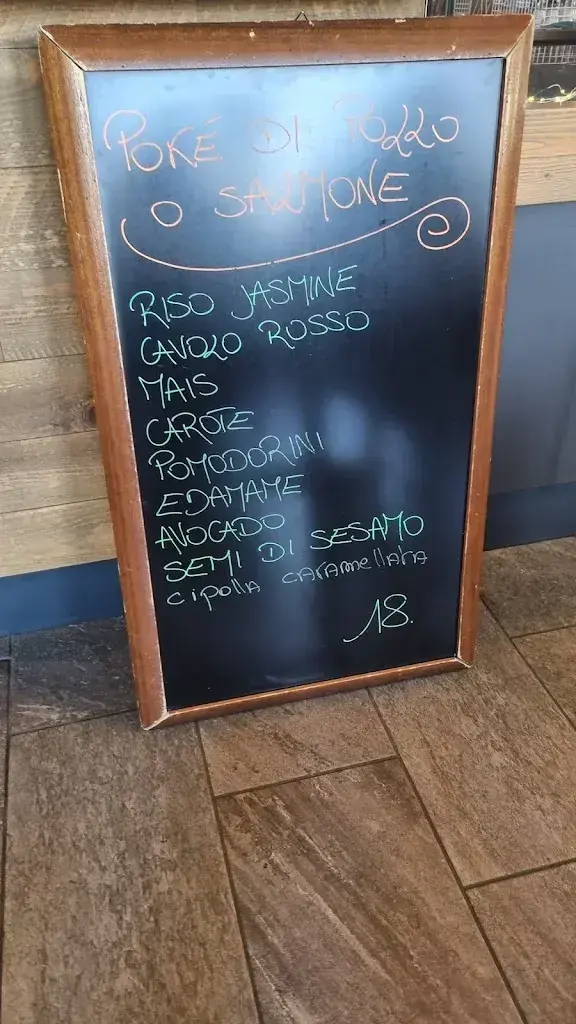 POKÉ DI POLLO
O SALMONE
RISO JASMINE
CAVOLO ROSSO
MAIS
CAROTE
POMODORINI
EDAMAME
AVOCADO
SEMI DI SESAMO
cipolla caramellata
18.